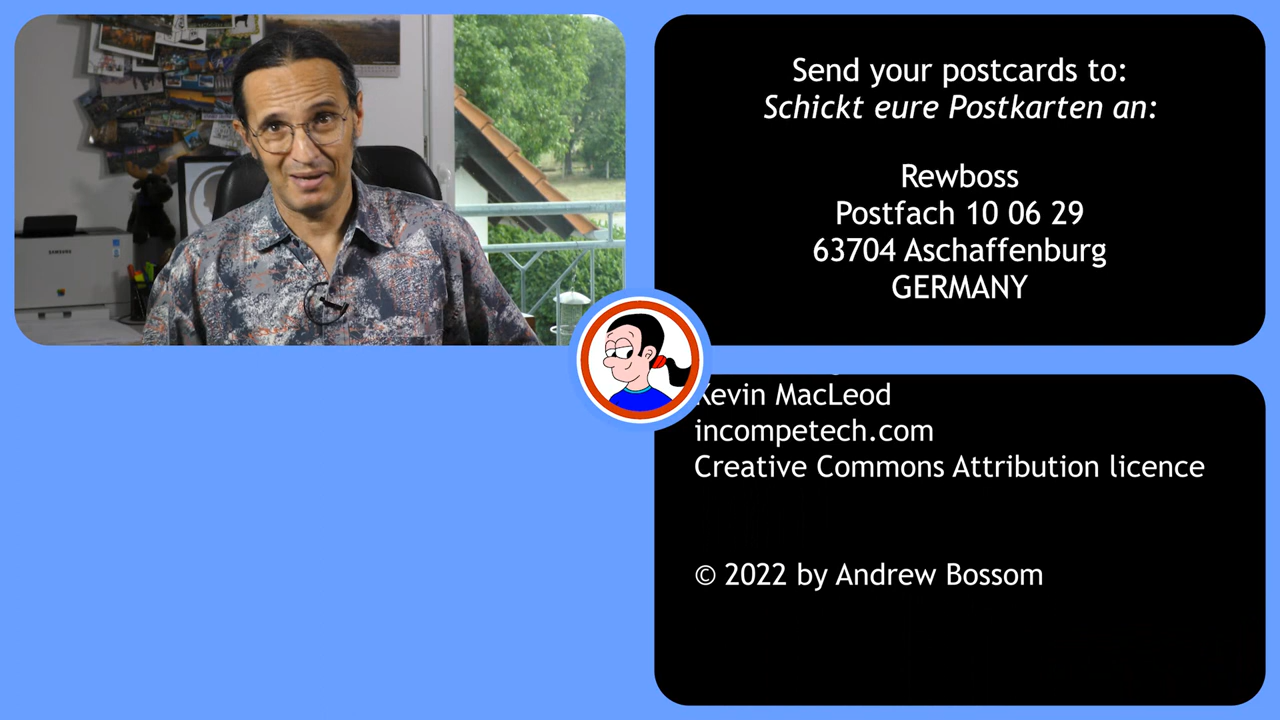 Send your postcards to:
Schickt eure Postkarten an:
Rewboss
Postfach 10 06 29
63704 Aschaffenburg
GERMANY
Kevin MacLeod
incompetech.com
Creative Commons Attribution licence
© 2022 by Andrew Bossom
SAMSUNG